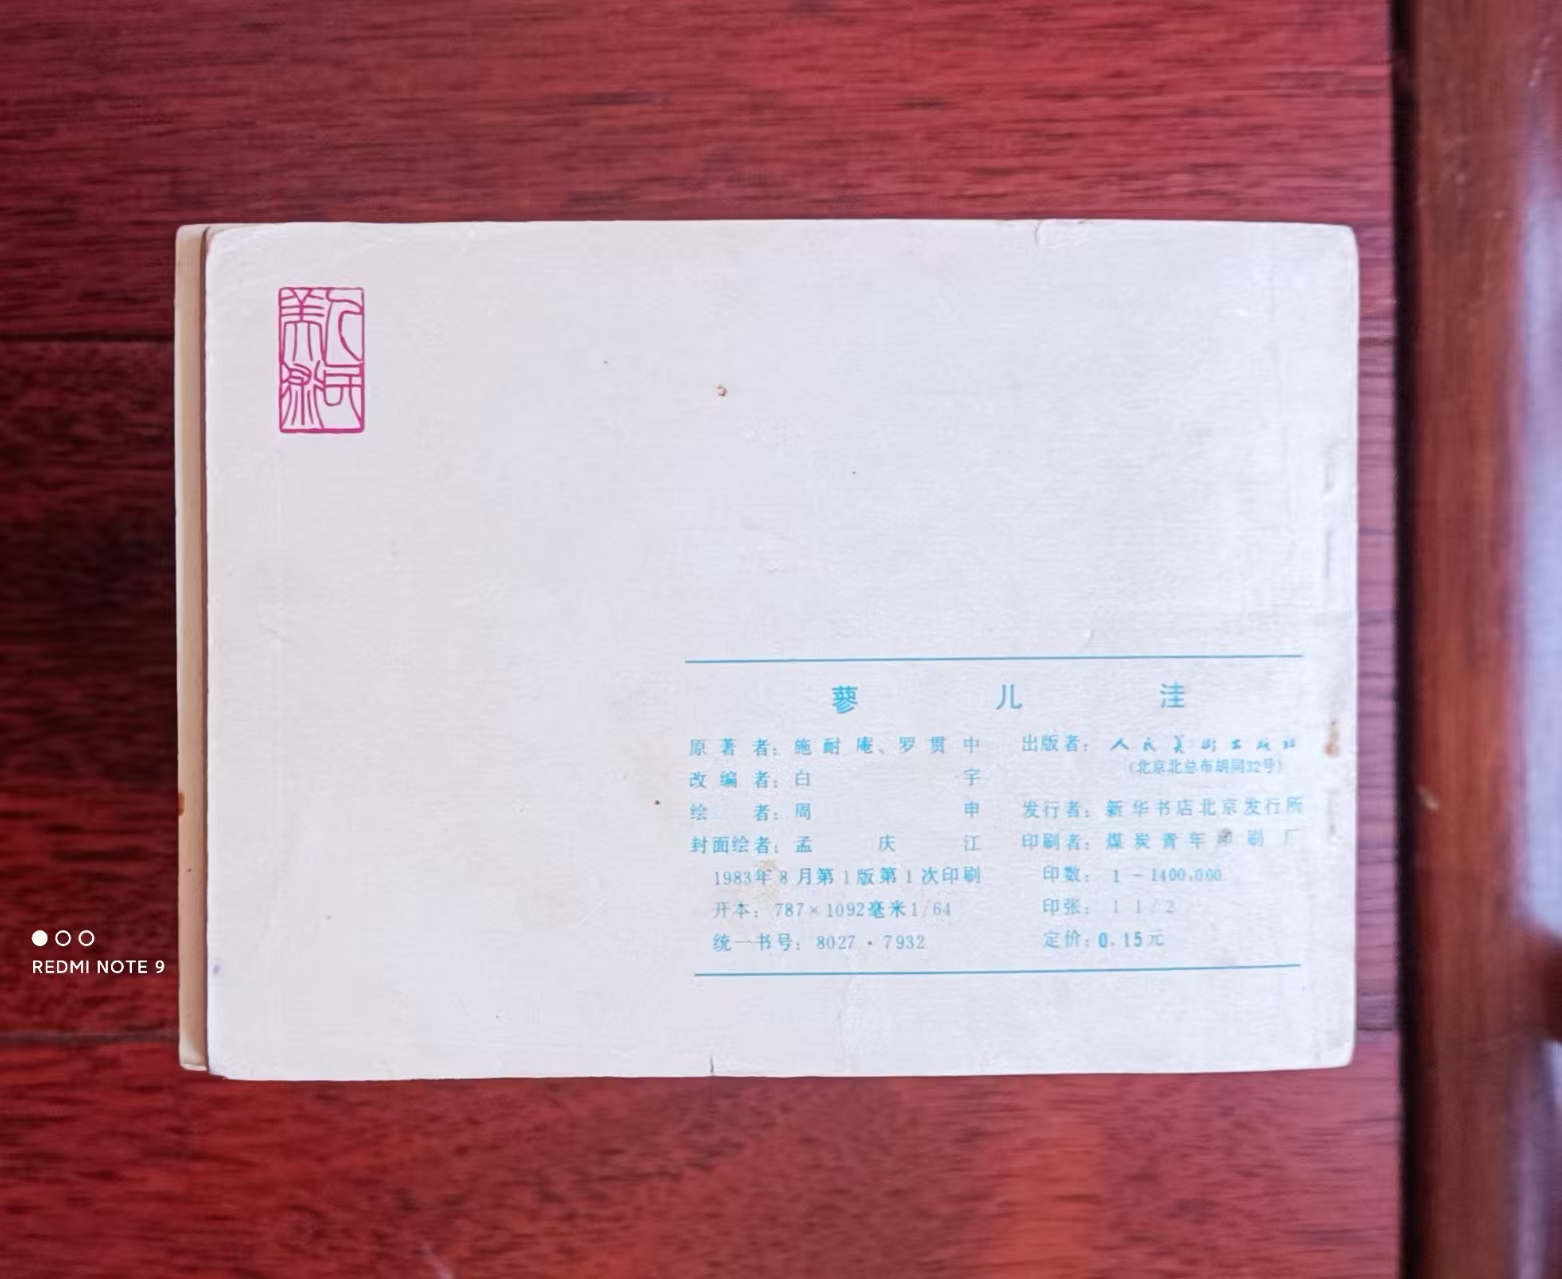 人民美术
蓼儿洼
原著者：施耐庵、罗贯中
改编者：白宇
绘者：周申
封面绘者：孟庆江
1983年8月第1版第1次印刷
开本：787×1092毫米1/64
统一书号：8027·7932
出版者：人民美术出版社
（北京北总布胡同32号）
发行者：新华书店北京发行所
印刷者：煤炭青年印刷厂
印数：1－1400,000
印张：1 1/2
定价：0.15元
REDMI NOTE 9